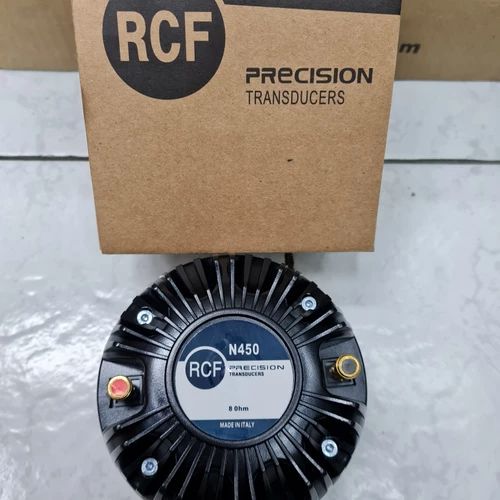 RCF
PRECISION
TRANSDUCERS
m
N450
RCF
PRECISION
TRANSDUCERS
8 Ohm
MADE IN ITALY